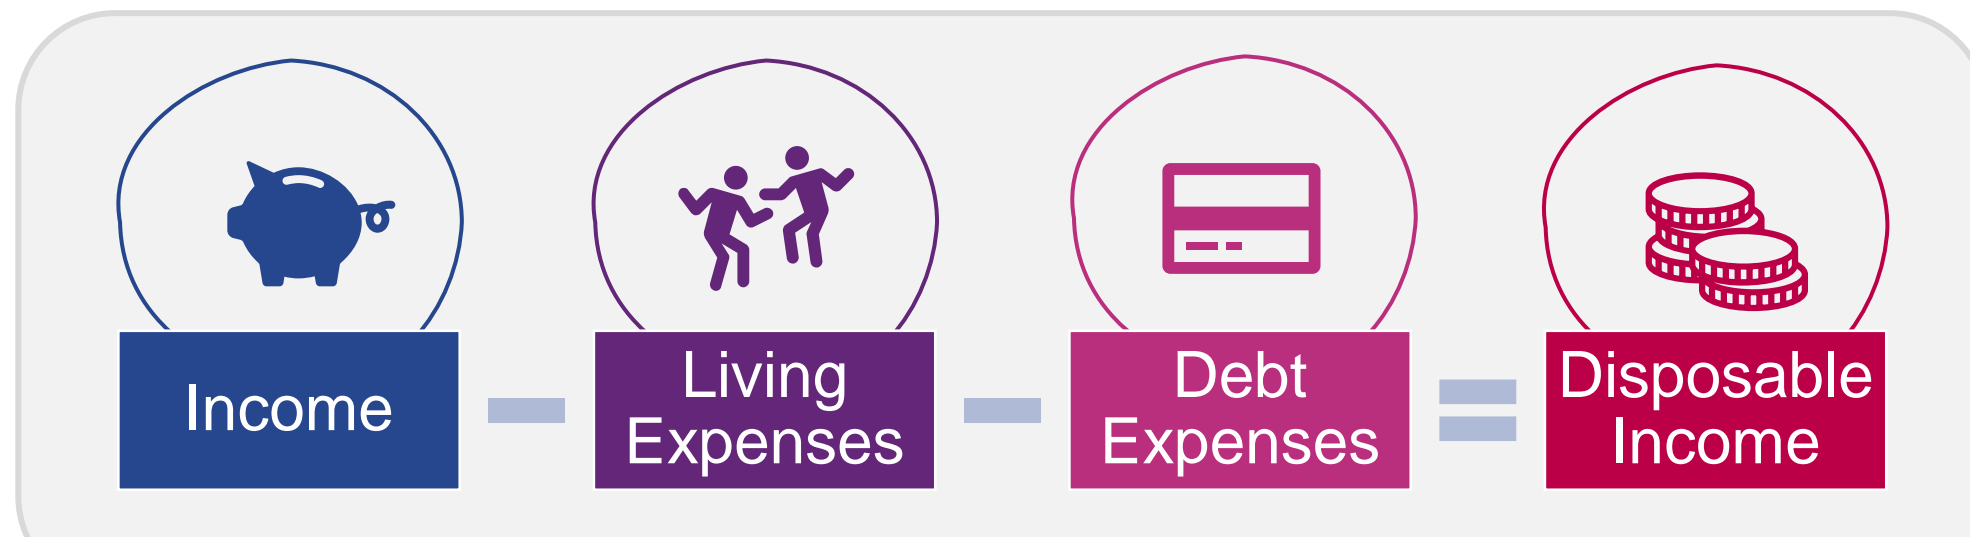 Income
Living
Expenses
Debt
Expenses
Disposable
Income